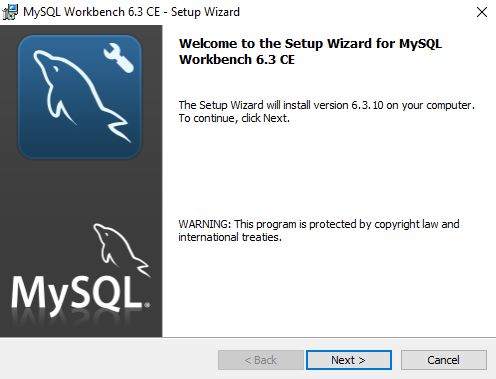 MySQL Workbench 6.3 CE - Setup Wizard
Welcome to the Setup Wizard for MySQL
Workbench 6.3 CE
The Setup Wizard will install version 6.3.10 on your computer.
To continue, click Next.
WARNING: This program is protected by copyright law and
international treaties.
MySQL®
< Back
Next >
Cancel